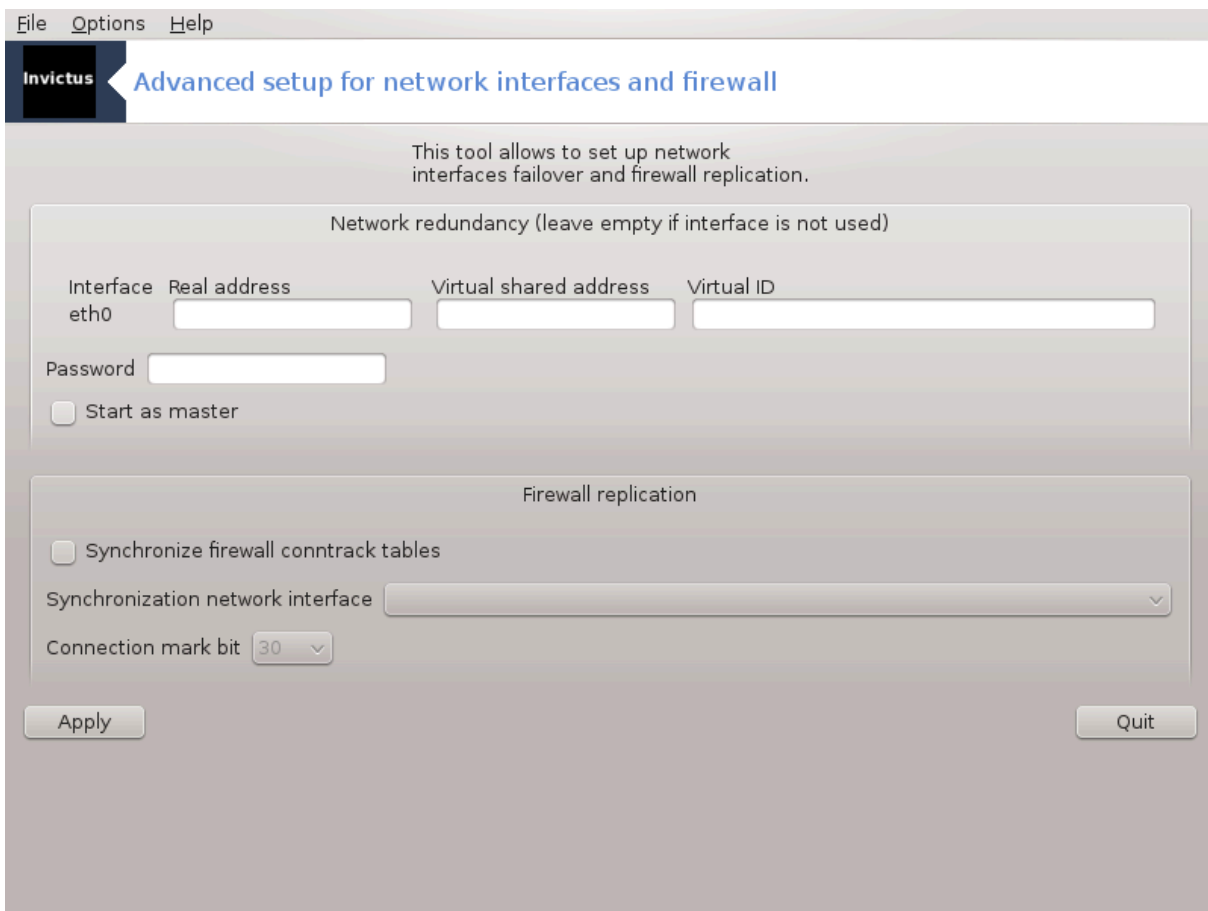 File Options Help
Invictus
Advanced setup for network interfaces and firewall
This tool allows to set up network
interfaces failover and firewall replication.
Network redundancy (leave empty if interface is not used)
Interface Real address Virtual shared address Virtual ID
eth0
Password
Start as master
Firewall replication
Synchronize firewall conntrack tables
Synchronization network interface
Connection mark bit 30
Apply Quit